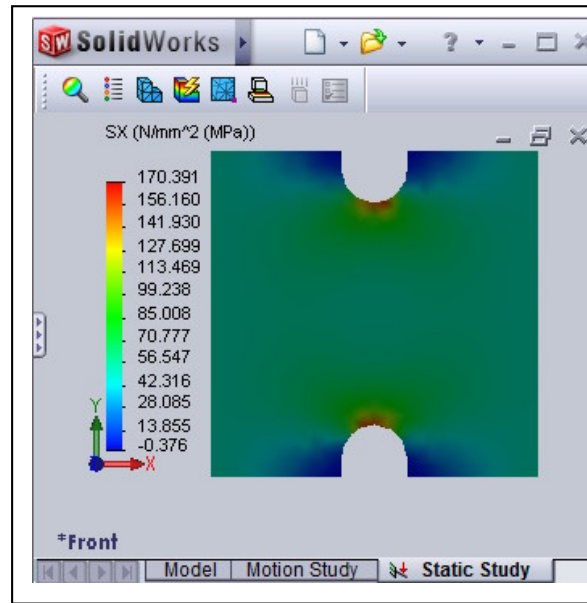 SolidWorks
SX (N/mm^2 (MPa))
170.391
156.160
141.930
127.699
113.469
99.238
85.008
70.777
56.547
42.316
28.085
13.855
-0.376
Y
X
*Front
Model Motion Study Static Study